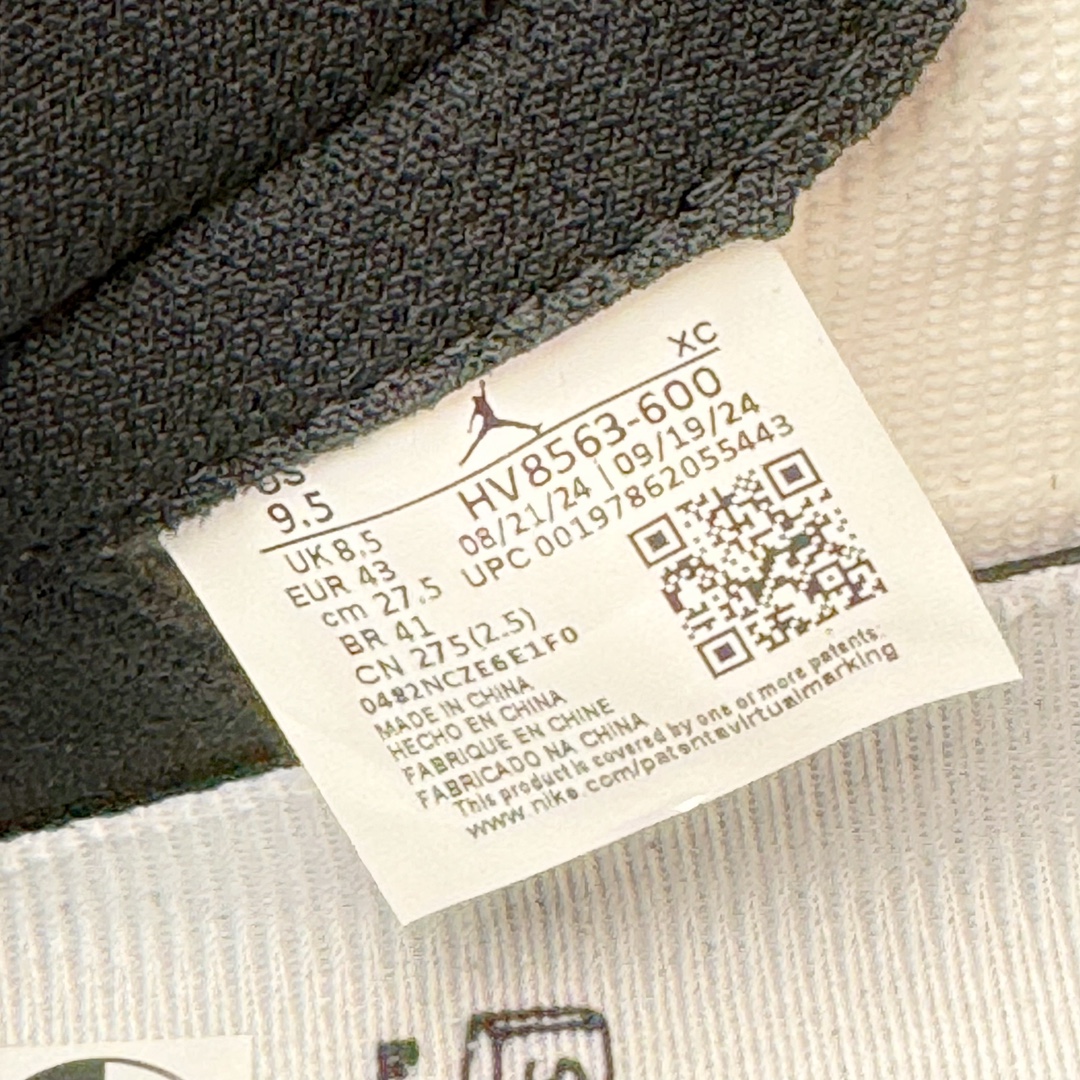 XC
US
9.5
HV8563-600
08/21/24 | 09/19/24
UPC 00197862055443
UK 8.5
EUR 43
cm 27.5
BR 41
CN 275(2.5)
0482NCZE6E1F0
MADE IN CHINA
HECHO EN CHINA
FABRIQUE EN CHINE
FABRICADO NA CHINA
This product is covered by one or more patents:
www.nike.com/patentavirtualmarking